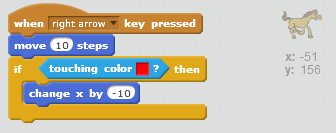 when right arrow key pressed
move 10 steps
if touching color ? then
change x by -10
x: -51
y: 156